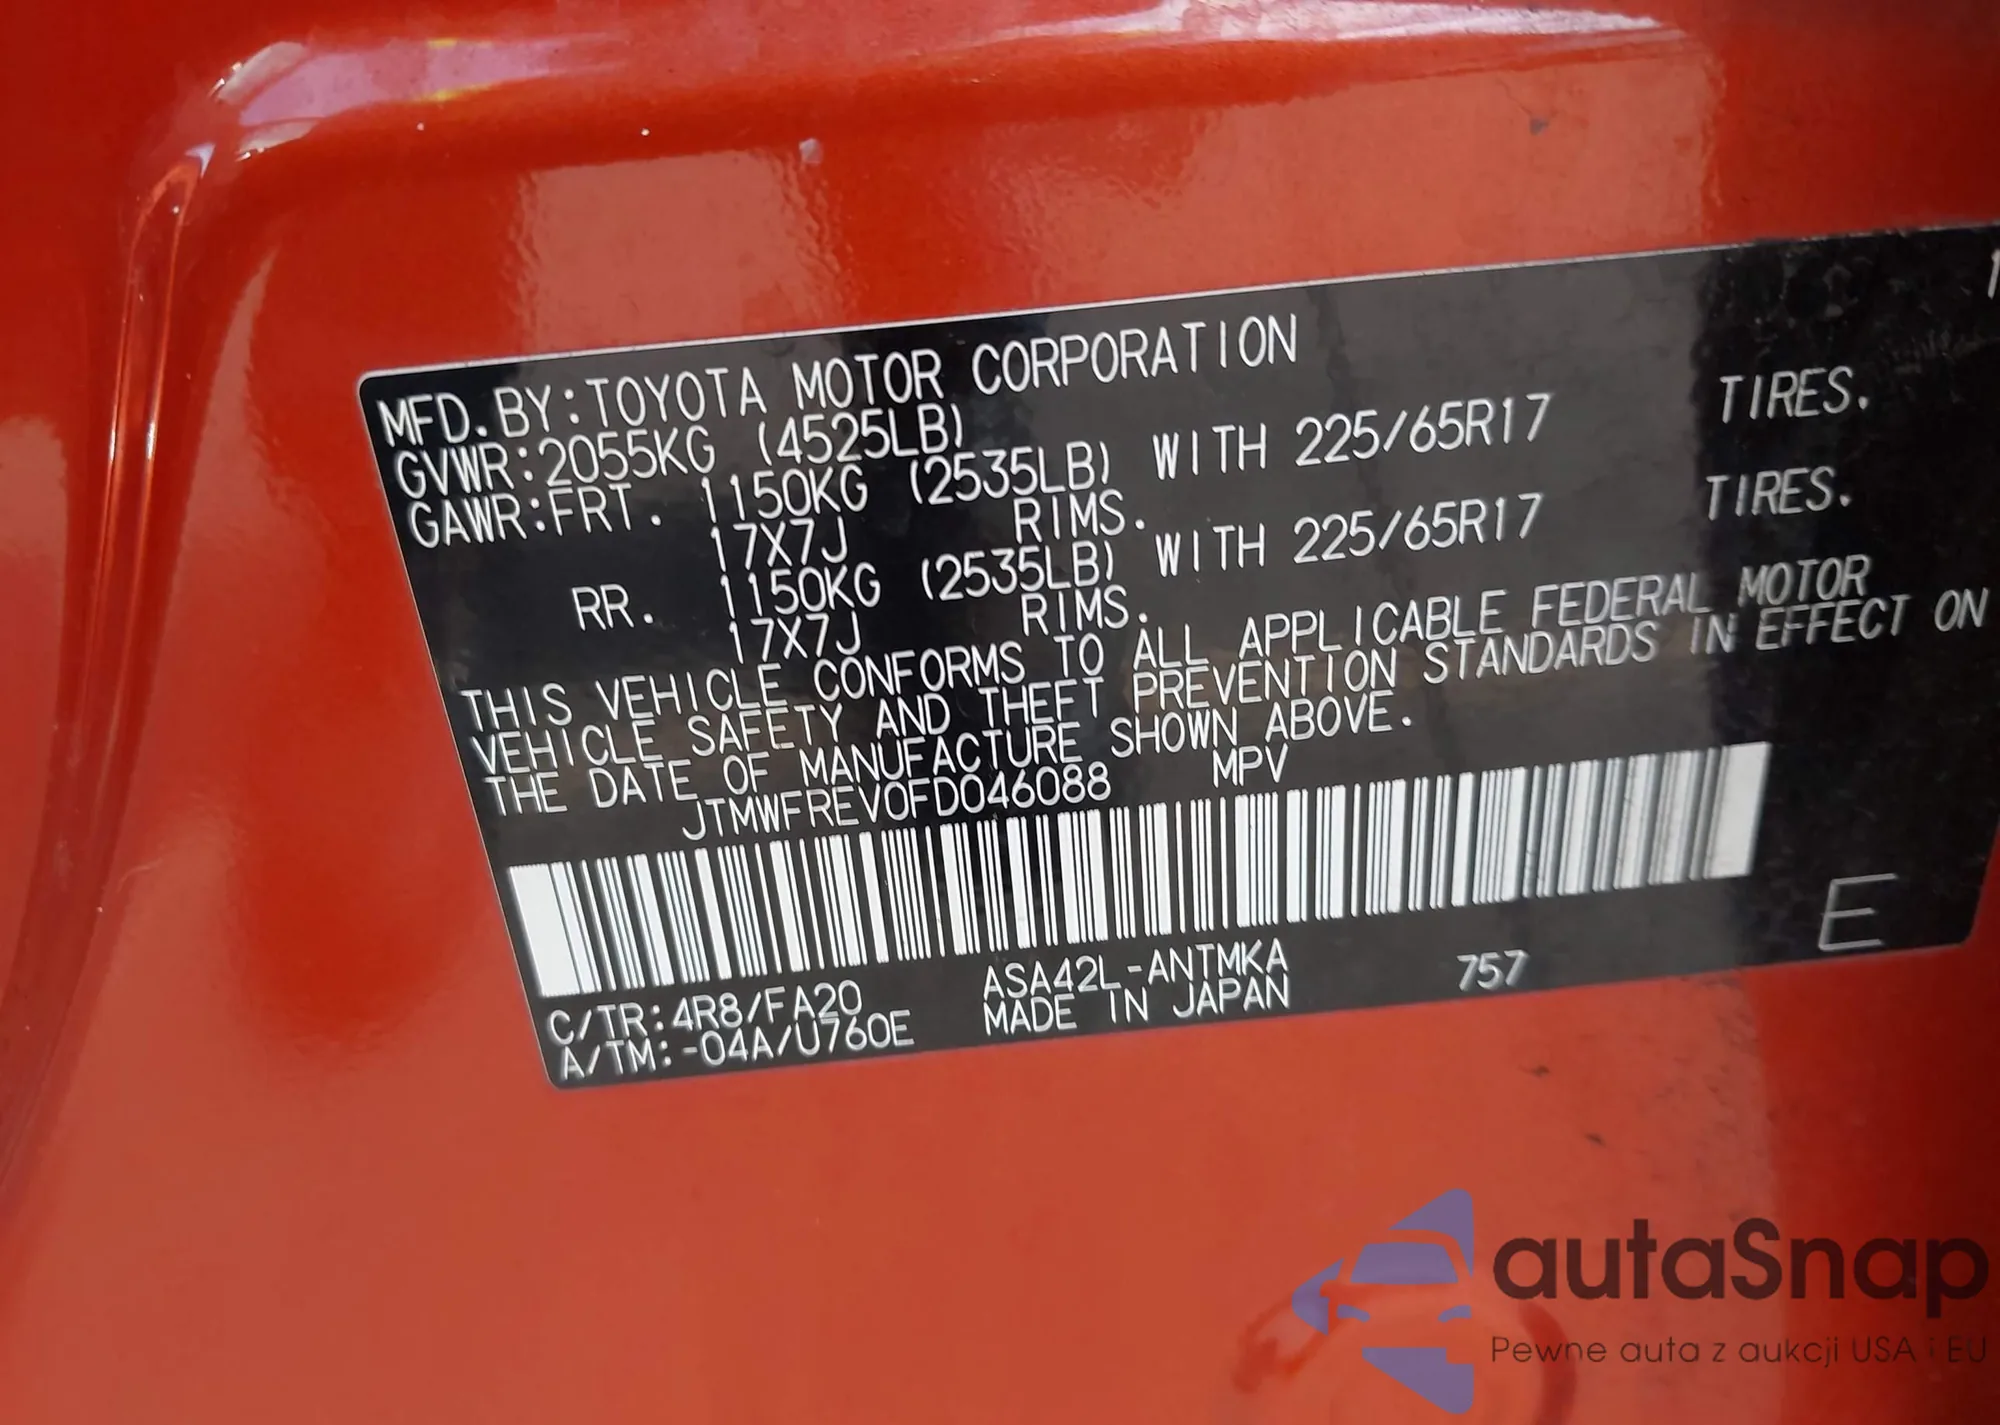 MFD. BY: TOYOTA MOTOR CORPORATION
GVWR: 2055KG (4525LB)
GAWR: FRT. 1150KG (2535LB) WITH 225/65R17 TIRES.
17X7J RIMS.
RR. 1150KG (2535LB) WITH 225/65R17 TIRES.
17X7J RIMS.
THIS VEHICLE CONFORMS TO ALL APPLICABLE FEDERAL MOTOR
VEHICLE SAFETY AND THEFT PREVENTION STANDARDS IN EFFECT ON
THE DATE OF MANUFACTURE SHOWN ABOVE.
JTMWFREV0FD046088 MPV
C/TR: 4R8/FA20 ASA42L-ANTMKA 757 E
A/TM: -04A/U760E MADE IN JAPAN
autaSnap
Pewne auta z aukcji USA i EU